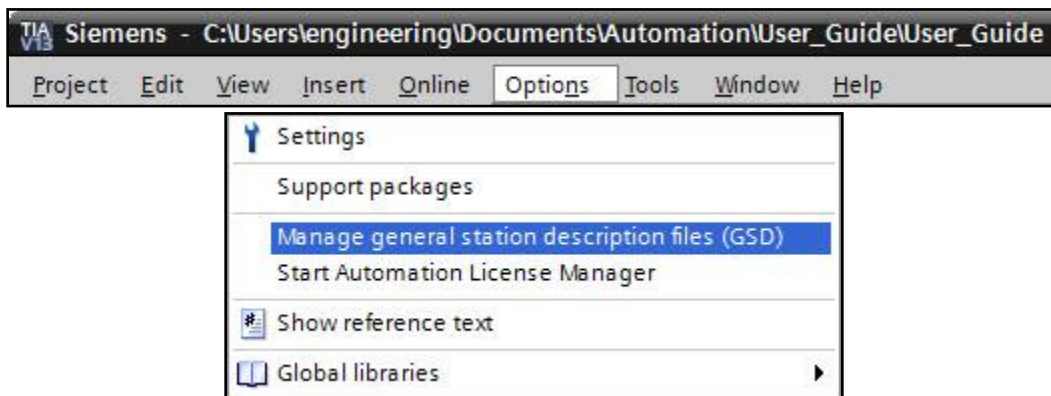 TIA V13 Siemens - C:\Users\engineering\Documents\Automation\User_Guide\User_Guide
Project Edit View Insert Online Options Tools Window Help
Settings
Support packages
Manage general station description files (GSD)
Start Automation License Manager
Show reference text
Global libraries